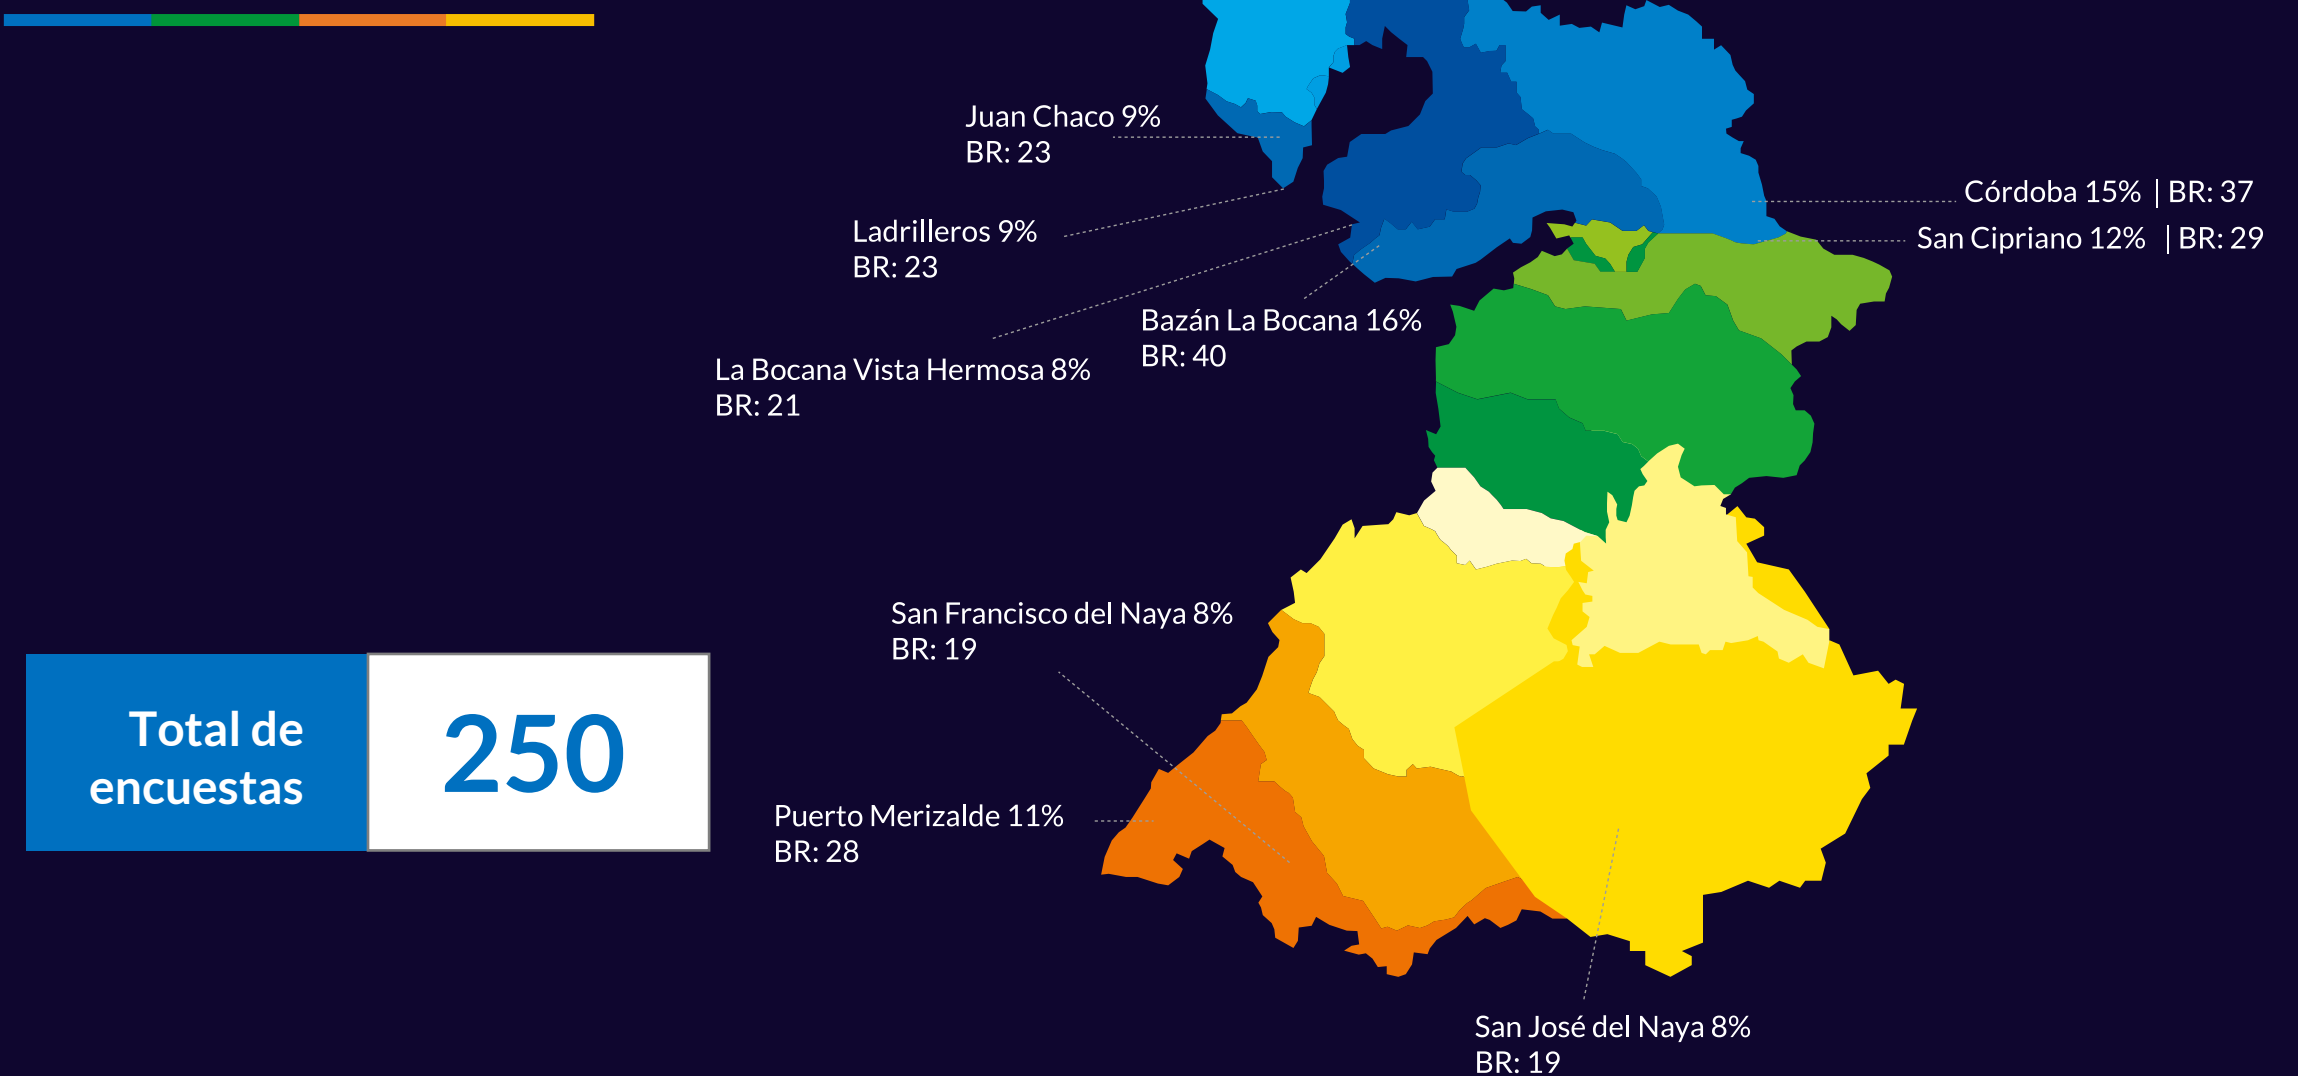 Juan Chaco 9%
BR: 23
Córdoba 15% | BR: 37
Ladrilleros 9%
BR: 23
San Cipriano 12% | BR: 29
Bazán La Bocana 16%
BR: 40
La Bocana Vista Hermosa 8%
BR: 21
San Francisco del Naya 8%
BR: 19
Total de
encuestas
250
Puerto Merizalde 11%
BR: 28
San José del Naya 8%
BR: 19